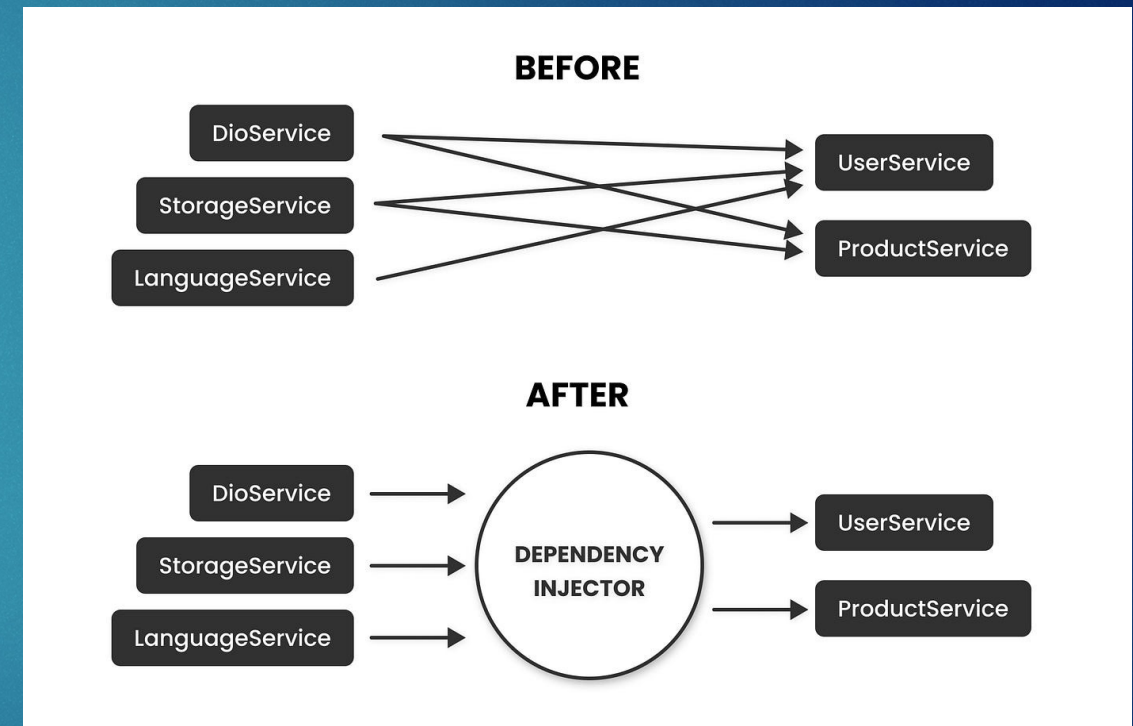 BEFORE
DioService
StorageService
LanguageService
UserService
ProductService
AFTER
DioService
StorageService
LanguageService
DEPENDENCY
INJECTOR
UserService
ProductService